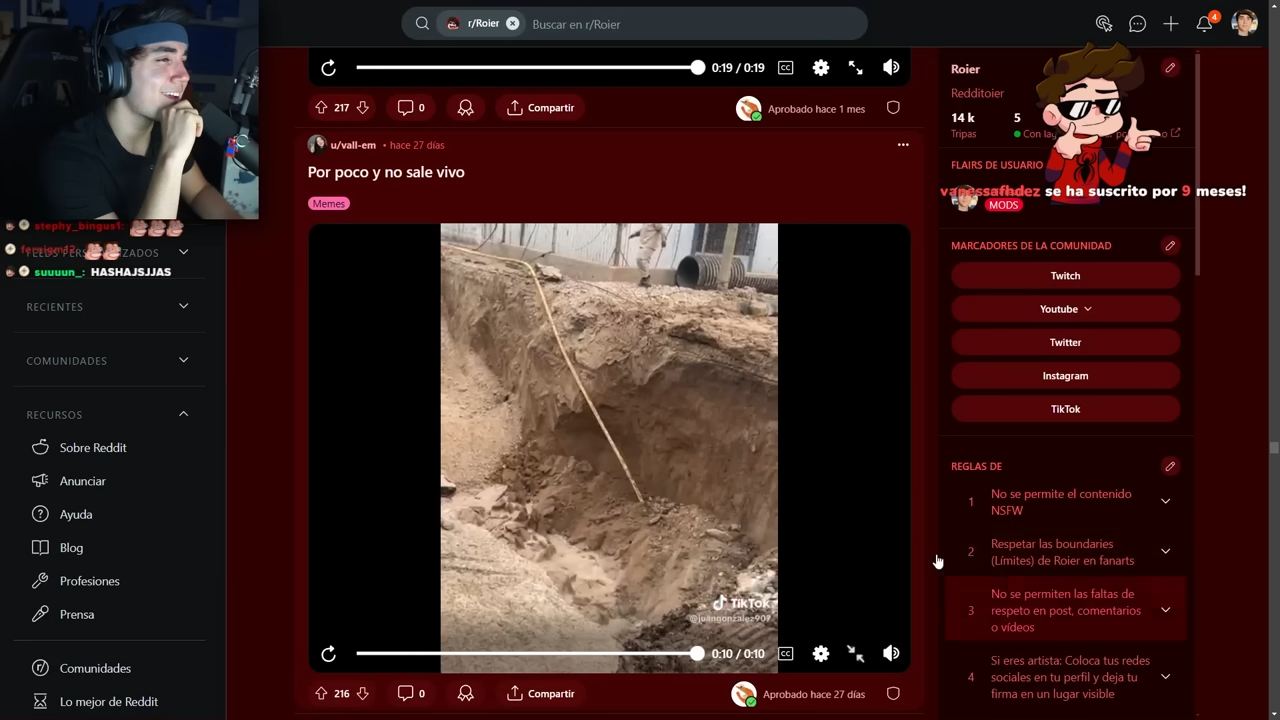 r/Roier
Buscar en r/Roier
4
0:19 / 0:19
CC
217
0
Compartir
Aprobado hace 1 mes
u/vall-em • hace 27 días
Por poco y no sale vivo
Memes
TikTok
@juangonzalez907
0:10 / 0:10
CC
216
0
Compartir
Aprobado hace 27 días
stephy_bingus1:
suuuun_: HASHAJSJJAS
RECIENTES
COMUNIDADES
RECURSOS
Sobre Reddit
Anunciar
Ayuda
Blog
Profesiones
Prensa
Comunidades
Lo mejor de Reddit
Roier
Redditoier
14 k
5
Tripas
FLAIRS DE USUARIO
vanessafhdez se ha suscrito por 9 meses!
MODS
MARCADORES DE LA COMUNIDAD
Twitch
Youtube
Twitter
Instagram
TikTok
REGLAS DE
1
No se permite el contenido
NSFW
2
Respetar las boundaries
(Límites) de Roier en fanarts
3
No se permiten las faltas de
respeto en post, comentarios
o vídeos
4
Si eres artista: Coloca tus redes
sociales en tu perfil y deja tu
firma en un lugar visible